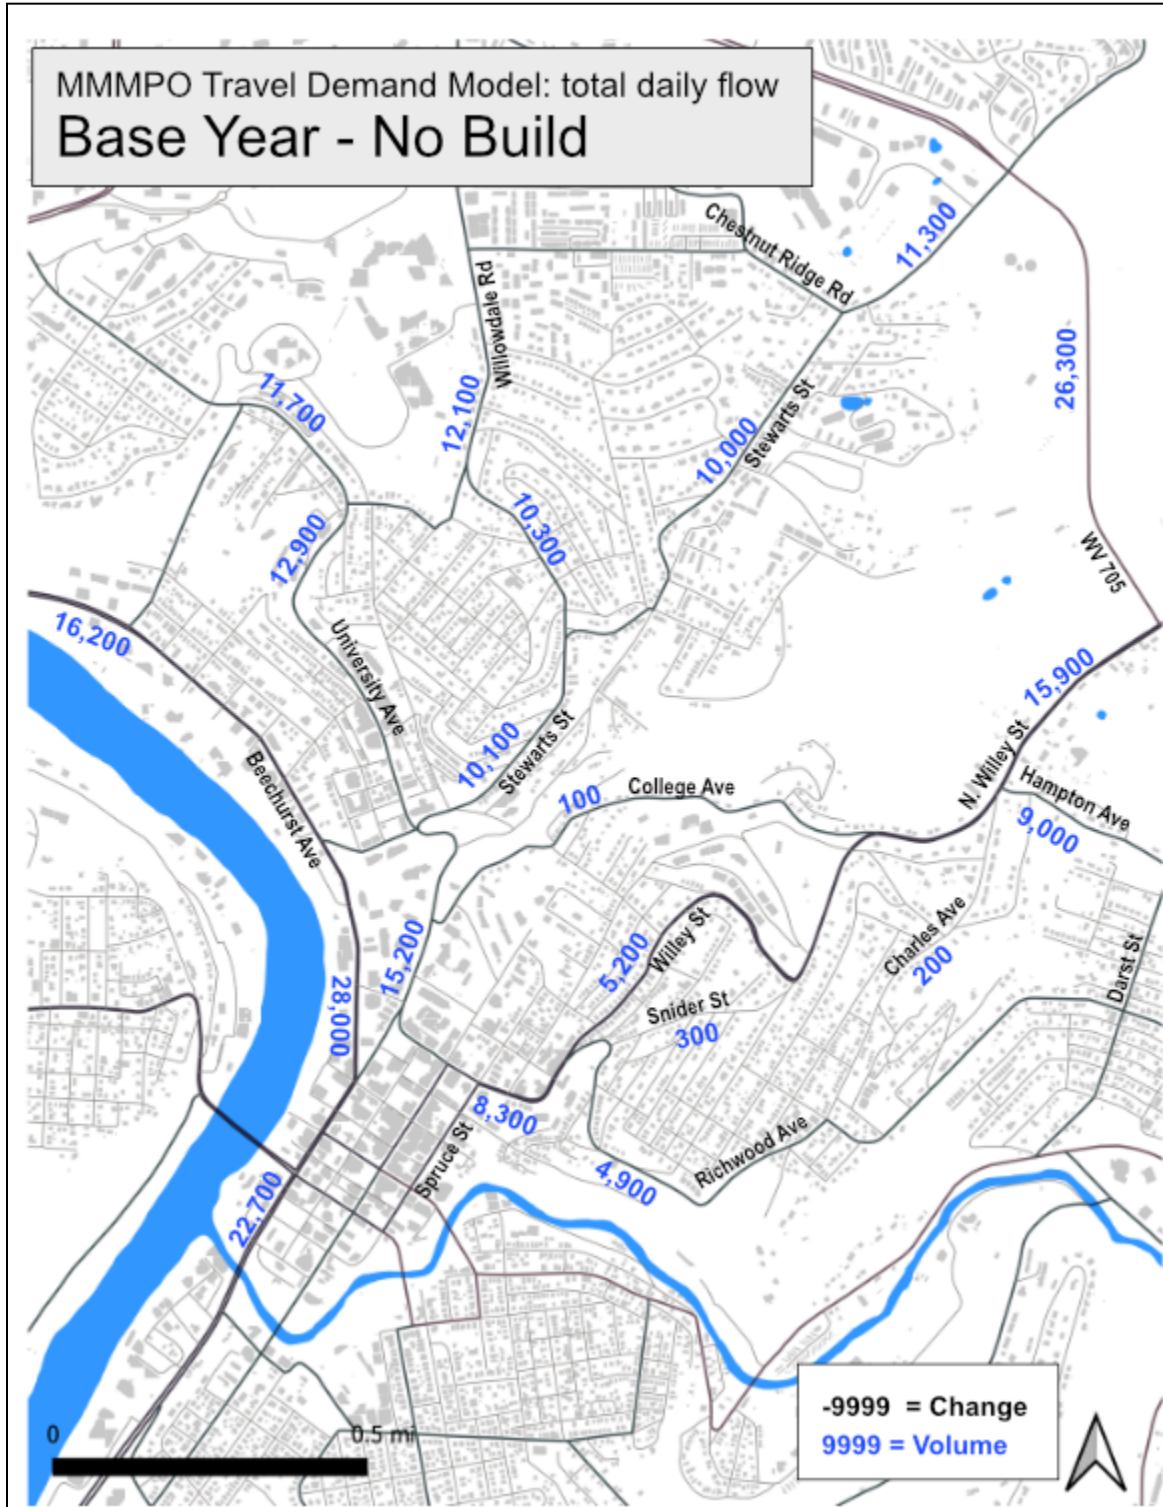 MMMPO Travel Demand Model: total daily flow
Base Year - No Build
Chestnut Ridge Rd
11,300
Willowdale Rd
26,300
11,700
12,100
Stewarts St
10,000
10,300
12,900
WV 705
16,200
University Ave
15,900
Beechurst Ave
10,100
Stewarts St
N. Willey St
College Ave
100
Hampton Ave
9,000
15,200
5,200
Willey St
Charles Ave
200
Darst St
28,000
Snider St
300
8,300
Spruce St
Richwood Ave
4,900
22,700
0
0.5 mi
-9999 = Change
9999 = Volume